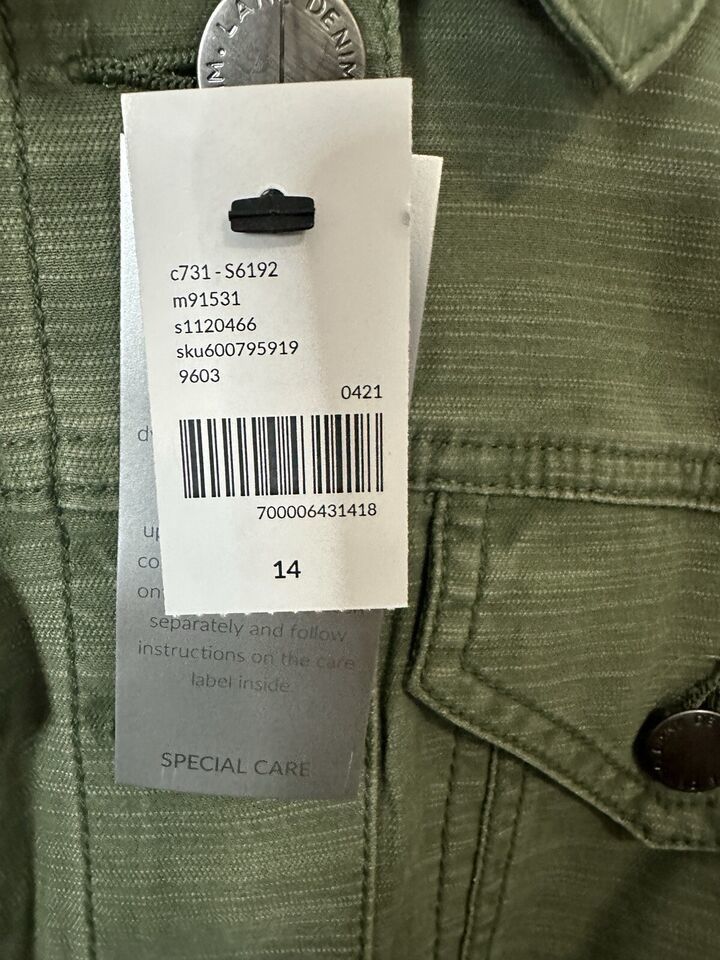 DENIM
c731 - S6192
m91531
s1120466
sku600795919
9603
0421
700006431418
14
separately and follow
instructions on the care
label inside
SPECIAL CARE